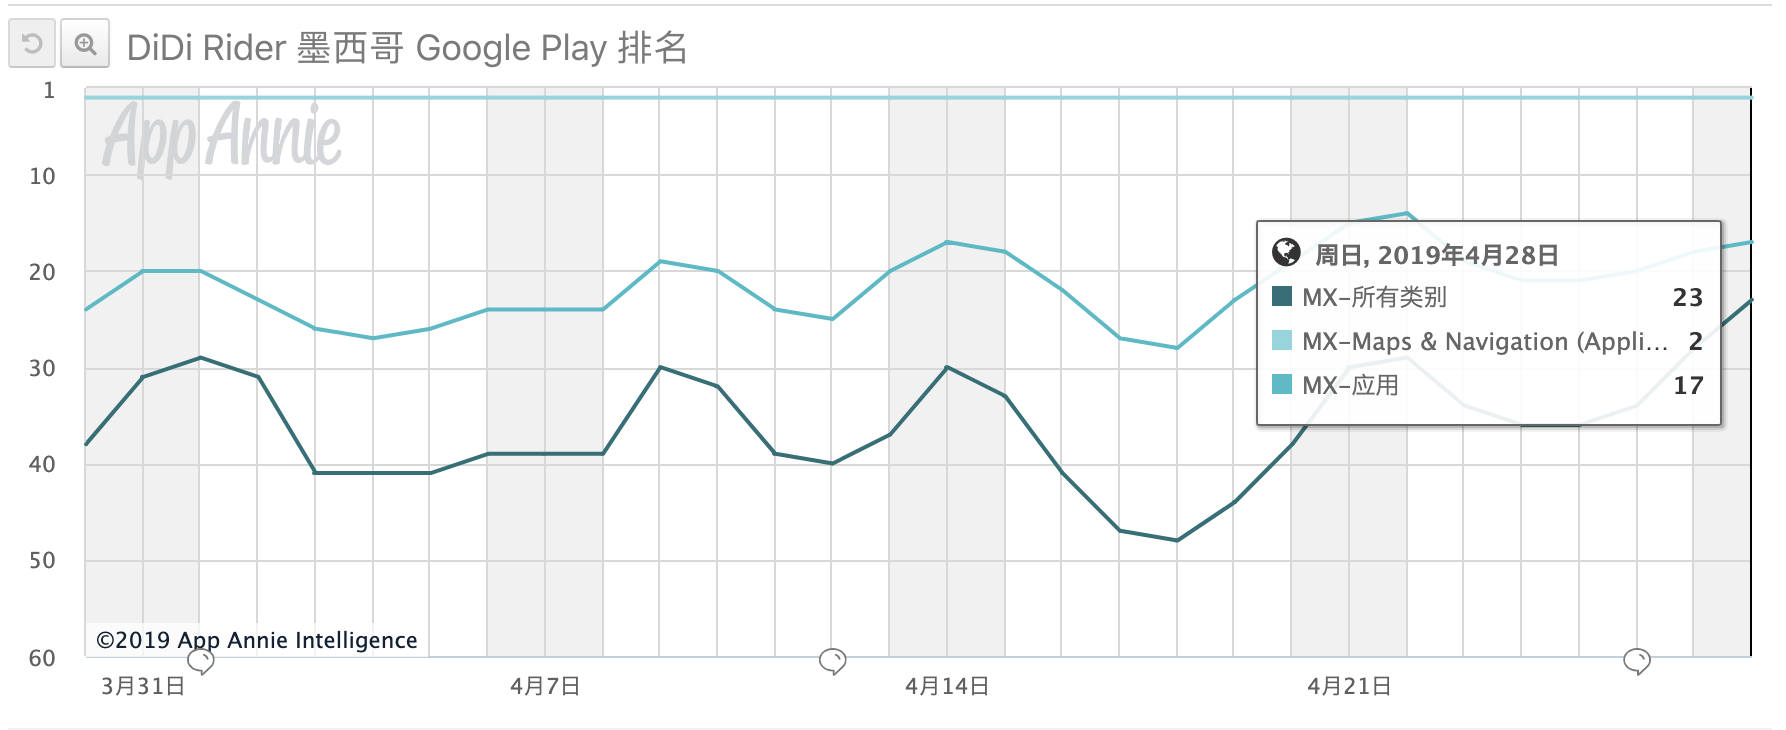 DiDi Rider 墨西哥 Google Play 排名
1
App Annie
10
20
周日, 2019年4月28日
MX-所有类别 23
MX-Maps & Navigation (Appli... 2
MX-应用 17
30
40
50
©2019 App Annie Intelligence
60
3月31日 4月7日 4月14日 4月21日